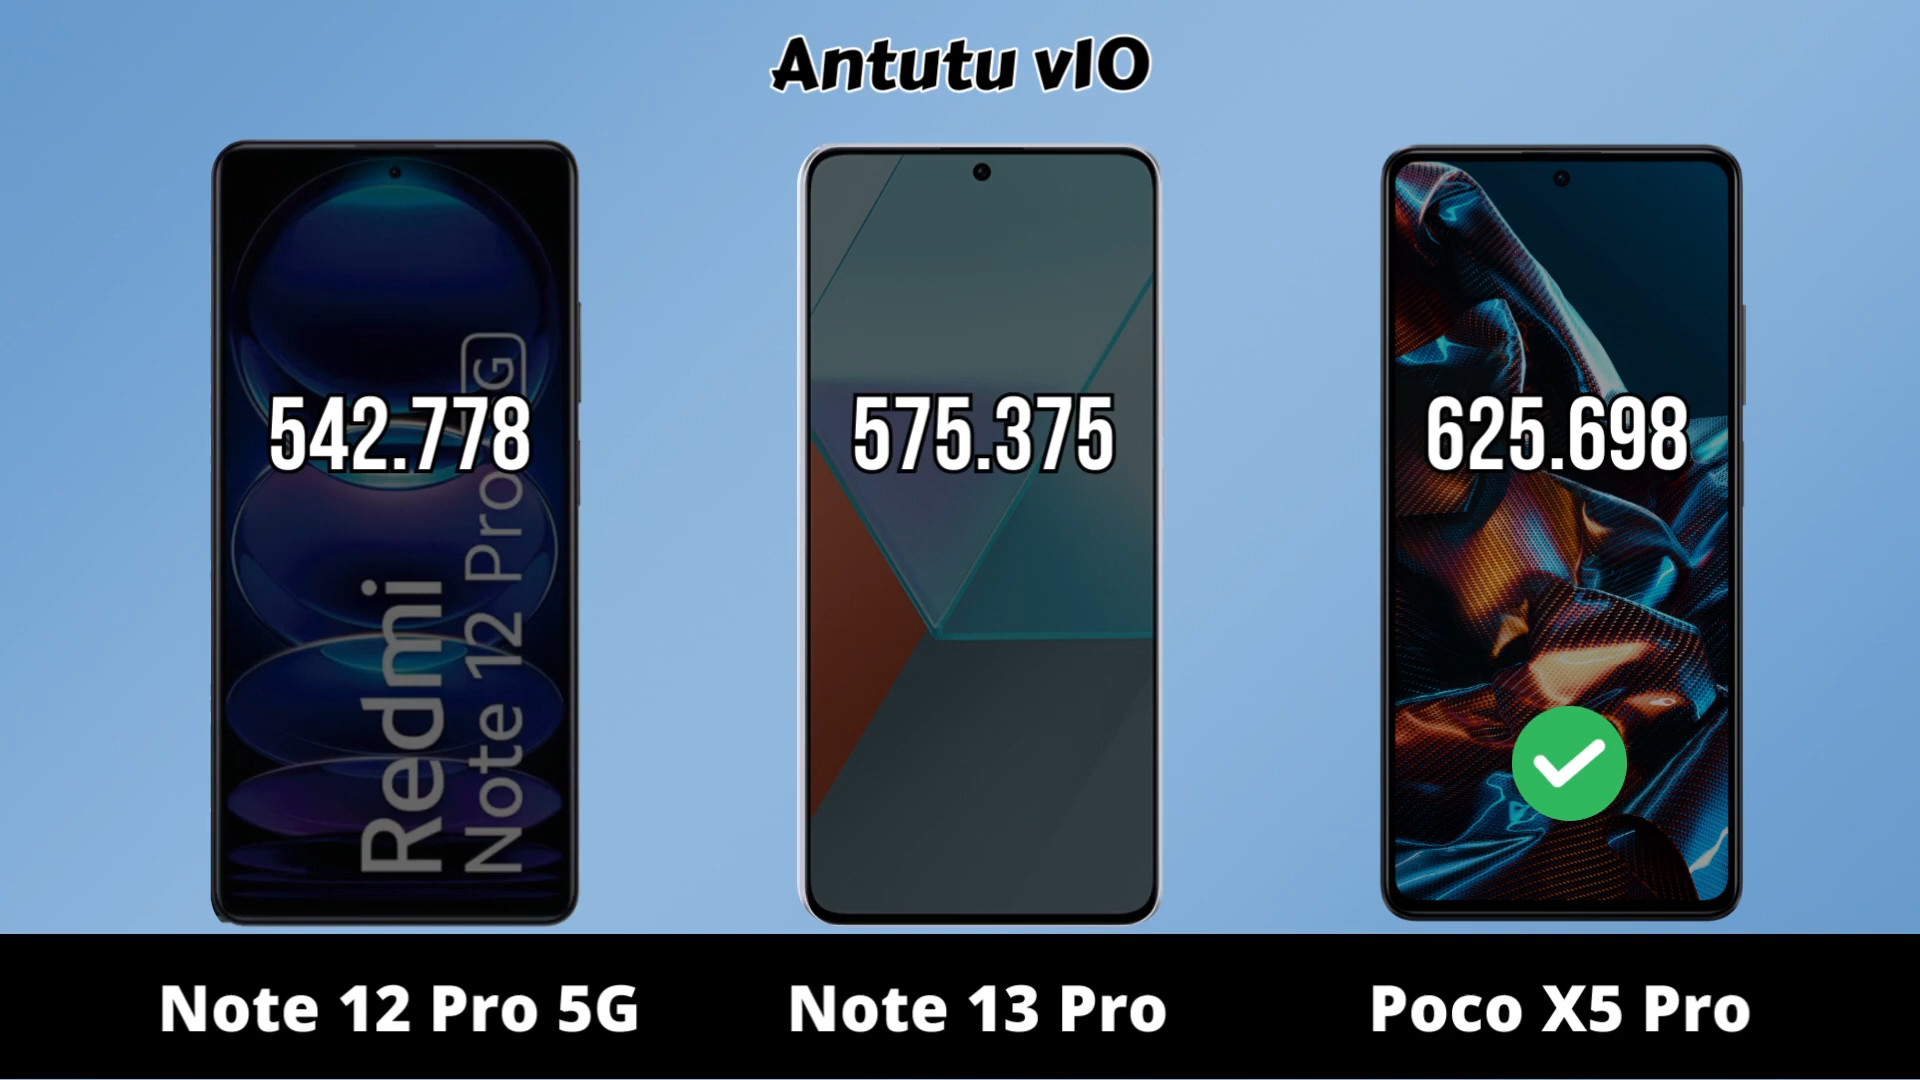 Antutu v10
542.778
575.375
625.698
Redmi
Note 12 Pro 5G
Note 12 Pro 5G
Note 13 Pro
Poco X5 Pro